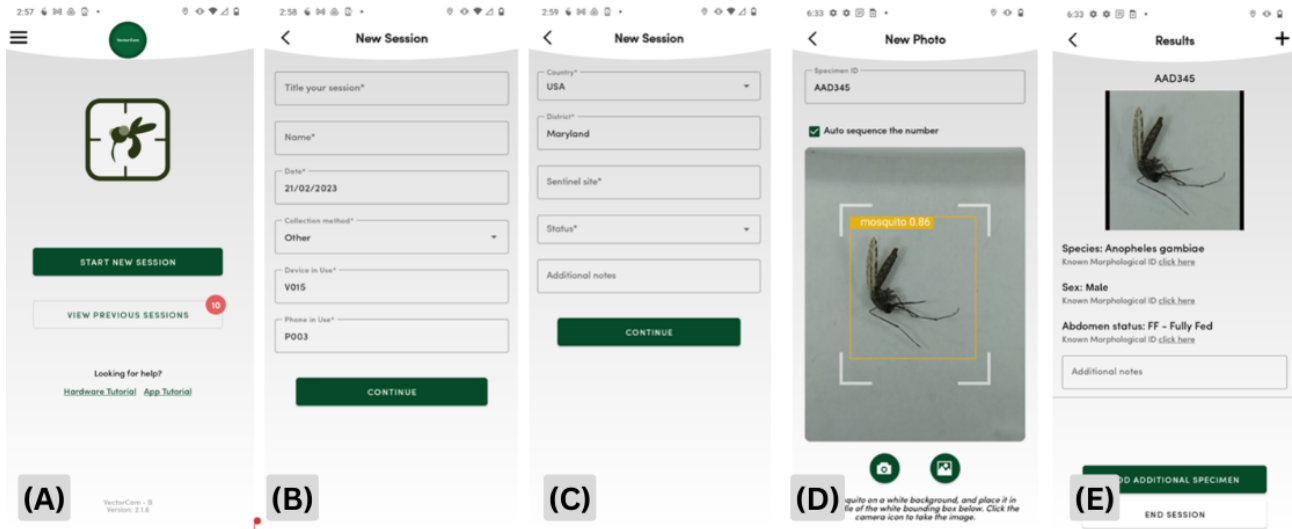 2:57
VectorCam
START NEW SESSION
VIEW PREVIOUS SESSIONS
10
Looking for help?
Hardware Tutorial App Tutorial
VectorCam - B
Version: 2.1.8
(A)
2:58
New Session
Title your session*
Name*
Date*
21/02/2023
Collection method*
Other
Device in Use*
V015
Phone in Use*
P003
CONTINUE
(B)
2:59
New Session
Country*
USA
District*
Maryland
Sentinel site*
Status*
Additional notes
CONTINUE
(C)
6:33
New Photo
Specimen ID
AAD345
Auto sequence the number
mosquito 0.86
quito on a white background, and place it in
le of the white bounding box below. Click the
camera icon to take the image.
(D)
6:33
Results
AAD345
Species: Anopheles gambiae
Known Morphological ID click here
Sex: Male
Known Morphological ID click here
Abdomen status: FF - Fully Fed
Known Morphological ID click here
Additional notes
DD ADDITIONAL SPECIMEN
END SESSION
(E)